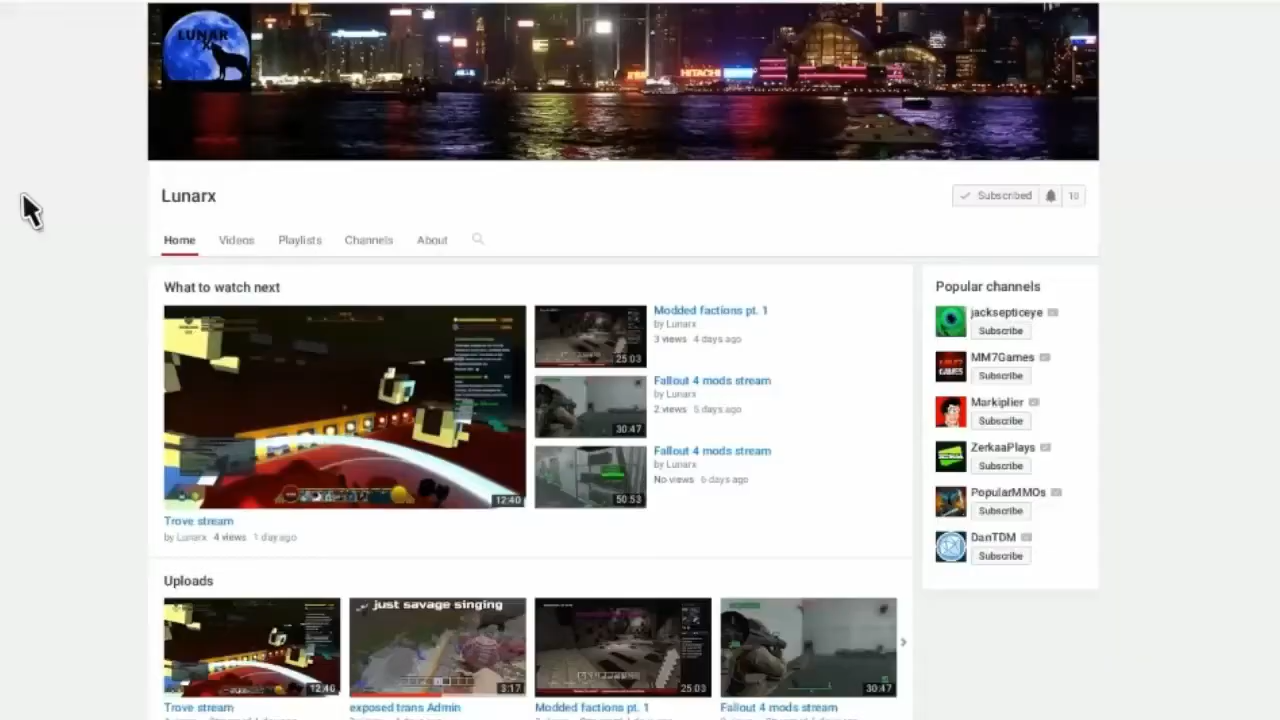 LUNAR
X
HITACHI
Lunarx
Subscribed 10
Home Videos Playlists Channels About
What to watch next
12:40
Trove stream
by Lunarx 4 views 1 day ago
25:03
Modded factions pt. 1
by Lunarx
3 views 4 days ago
30:47
Fallout 4 mods stream
by Lunarx
2 views 5 days ago
50:53
Fallout 4 mods stream
by Lunarx
No views 6 days ago
Popular channels
jacksepticeye
Subscribe
MM7Games
Subscribe
Markiplier
Subscribe
ZerkaaPlays
Subscribe
PopularMMOs
Subscribe
DanTDM
Subscribe
Uploads
12:40
Trove stream
just savage singing
3:17
exposed trans Admin
25:03
Modded factions pt. 1
30:47
Fallout 4 mods stream